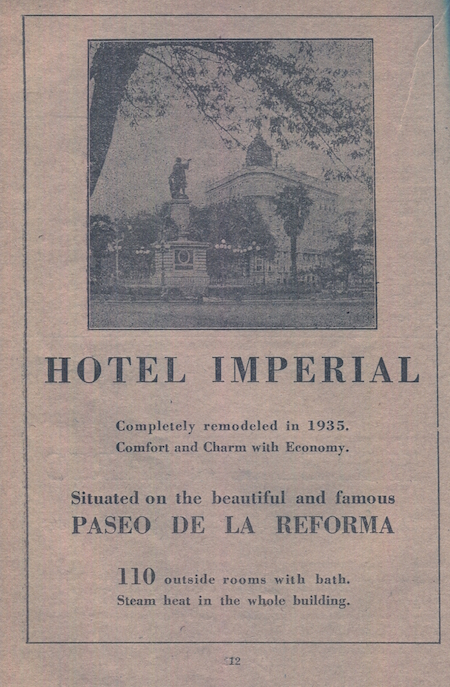 HOTEL IMPERIAL
Completely remodeled in 1935.
Comfort and Charm with Economy.
Situated on the beautiful and famous
PASEO DE LA REFORMA
110 outside rooms with bath.
Steam heat in the whole building.
12